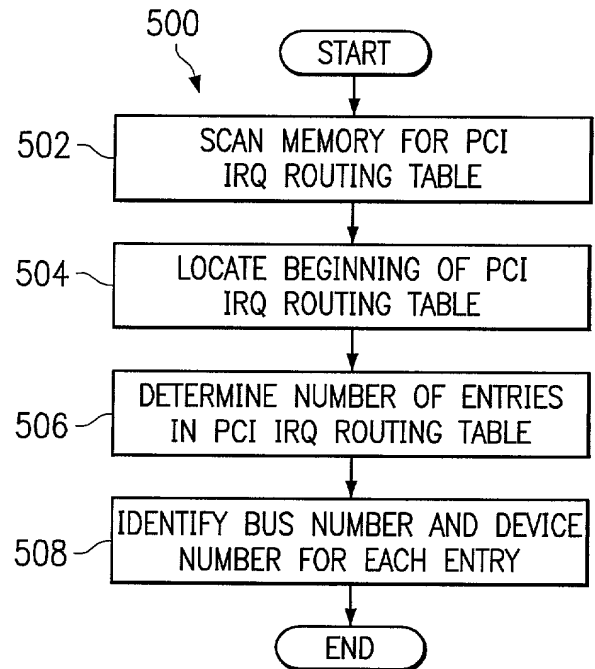 500
START
502
SCAN MEMORY FOR PCI
IRQ ROUTING TABLE
504
LOCATE BEGINNING OF PCI
IRQ ROUTING TABLE
506
DETERMINE NUMBER OF ENTRIES
IN PCI IRQ ROUTING TABLE
508
IDENTIFY BUS NUMBER AND DEVICE
NUMBER FOR EACH ENTRY
END